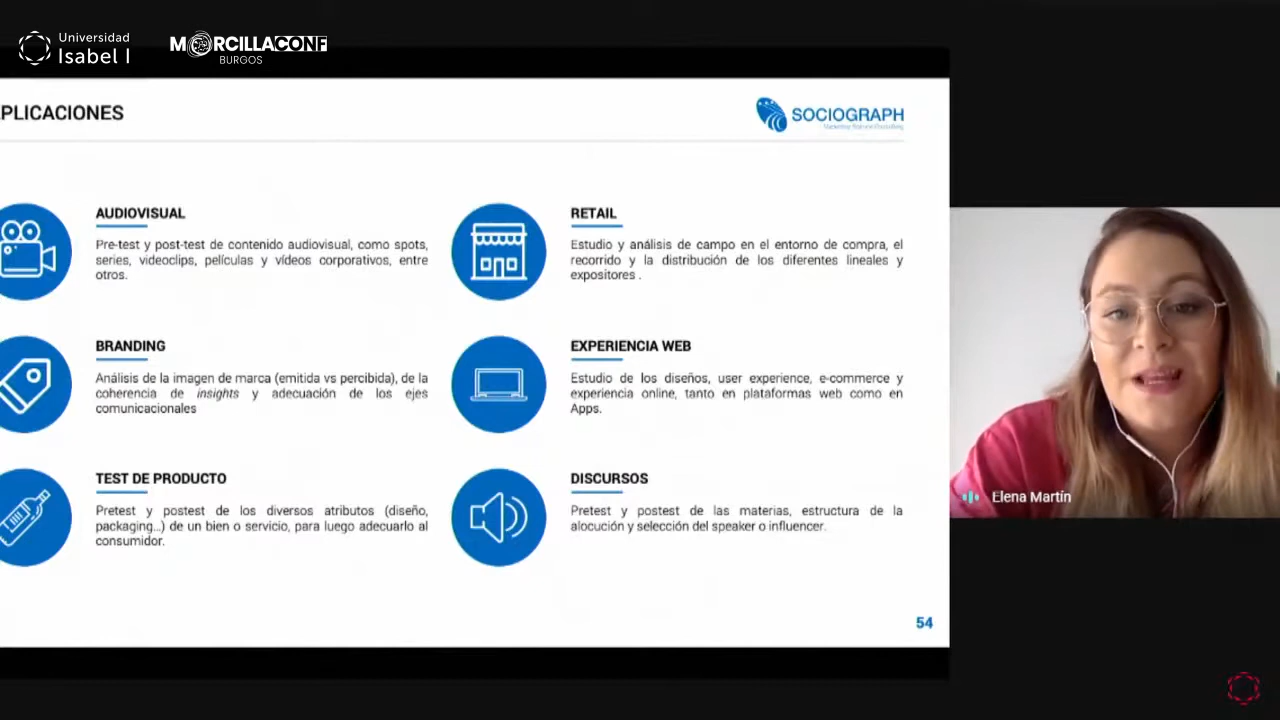 Universidad
Isabel I
MORCILLACONF
BURGOS
PLICACIONES
SOCIOGRAPH
AUDIOVISUAL
Pre-test y post-test de contenido audiovisual, como spots,
series, videoclips, películas y vídeos corporativos, entre
otros.
RETAIL
Estudio y análisis de campo en el entorno de compra, el
recorrido y la distribución de los diferentes lineales y
expositores .
BRANDING
Análisis de la imagen de marca (emitida vs percibida), de la
coherencia de insights y adecuación de los ejes
comunicacionales
EXPERIENCIA WEB
Estudio de los diseños, user experience, e-commerce y
experiencia online, tanto en plataformas web como en
Apps.
TEST DE PRODUCTO
Pretest y postest de los diversos atributos (diseño,
packaging...) de un bien o servicio, para luego adecuarlo al
consumidor.
DISCURSOS
Pretest y postest de las materias, estructura de la
alocución y selección del speaker o influencer.
54
Elena Martín